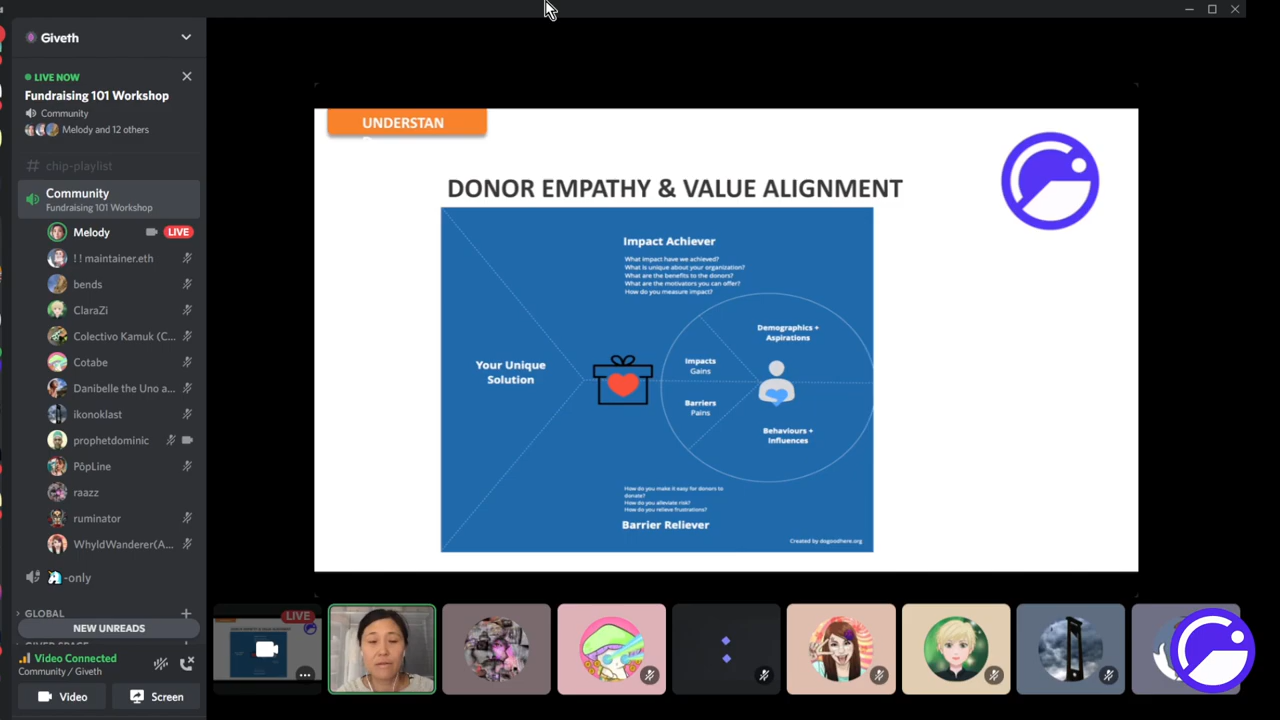 Giveth
LIVE NOW
Fundraising 101 Workshop
Community
Melody and 12 others
chip-playlist
Community
Fundraising 101 Workshop
Melody
LIVE
! ! maintainer.eth
bends
ClaraZi
Colectivo Kamuk (C...
Cotabe
Danibelle the Uno a...
ikonoklast
prophetdominic
PôpLine
raazz
ruminator
WhyldWanderer(A...
-only
GLOBAL
NEW UNREADS
Video Connected
Community / Giveth
Video
Screen
UNDERSTAN
DONOR EMPATHY & VALUE ALIGNMENT
Impact Achiever
What impact have we achieved?
What is unique about your organization?
What are the benefits to the donors?
What are the motivators you can offer?
How do you measure impact?
Demographics +
Aspirations
Your Unique
Solution
Impacts
Gains
Barriers
Pains
Behaviours +
Influences
How do you make it easy for donors to
donate?
How do you alleviate risk?
How do you relieve frustrations?
Barrier Reliever
Created by dogoodhere.org
LIVE